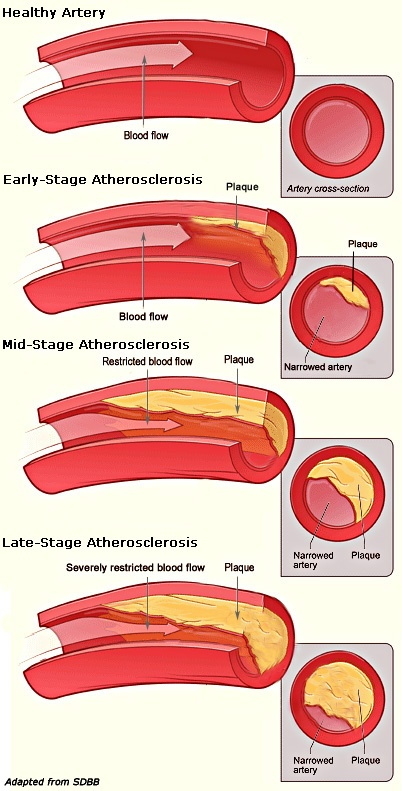 Healthy Artery
Blood flow
Artery cross-section
Early-Stage Atherosclerosis
Plaque
Blood flow
Plaque
Narrowed artery
Mid-Stage Atherosclerosis
Restricted blood flow
Plaque
Narrowed
artery
Plaque
Late-Stage Atherosclerosis
Severely restricted blood flow
Plaque
Narrowed
artery
Plaque
Adapted from SDBB